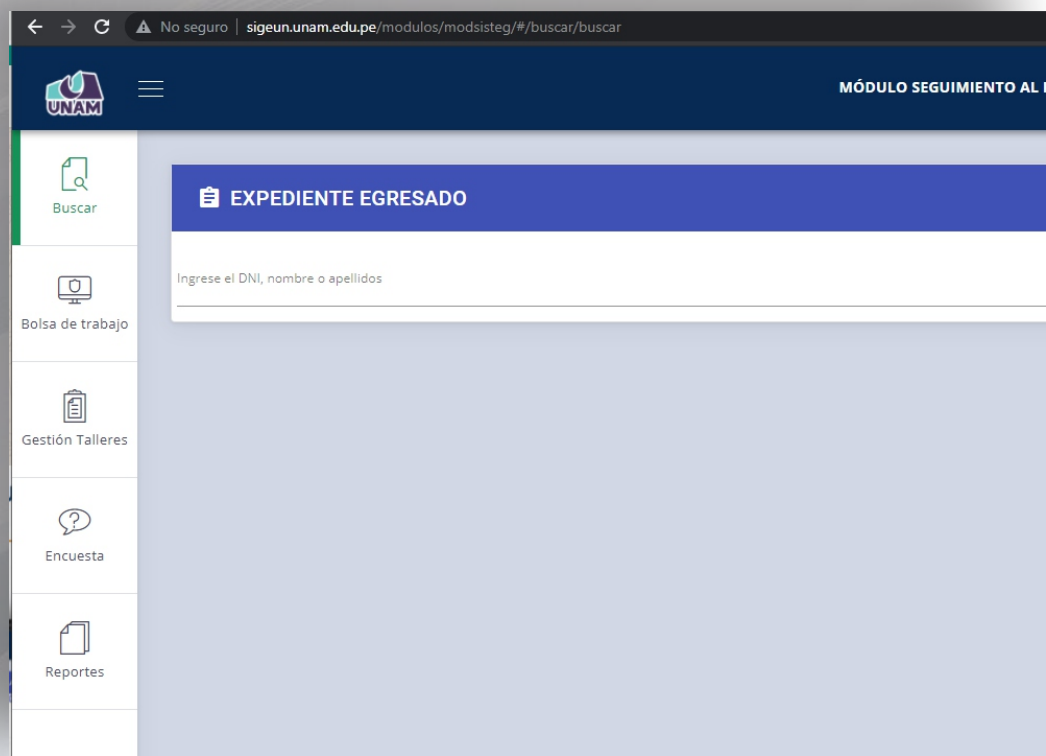 No seguro | sigeun.unam.edu.pe/modulos/modsisteg/#/buscar/buscar
UNAM
MÓDULO SEGUIMIENTO AL
Buscar
EXPEDIENTE EGRESADO
Ingrese el DNI, nombre o apellidos
Bolsa de trabajo
Gestión Talleres
Encuesta
Reportes